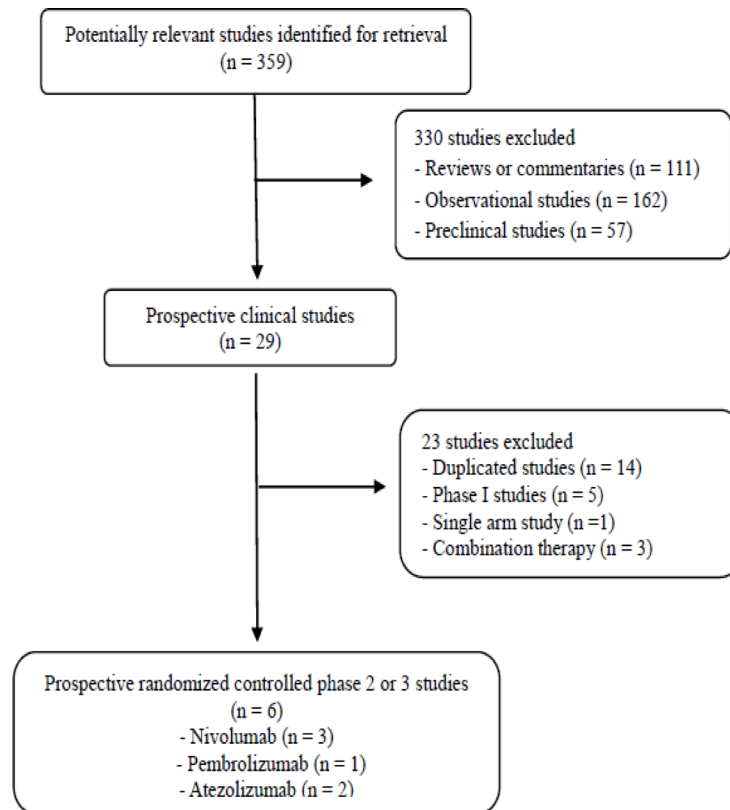 Potentially relevant studies identified for retrieval
(n = 359)
330 studies excluded
- Reviews or commentaries (n = 111)
- Observational studies (n = 162)
- Preclinical studies (n = 57)
Prospective clinical studies
(n = 29)
23 studies excluded
- Duplicated studies (n = 14)
- Phase I studies (n = 5)
- Single arm study (n =1)
- Combination therapy (n = 3)
Prospective randomized controlled phase 2 or 3 studies
(n = 6)
- Nivolumab (n = 3)
- Pembrolizumab (n = 1)
- Atezolizumab (n = 2)